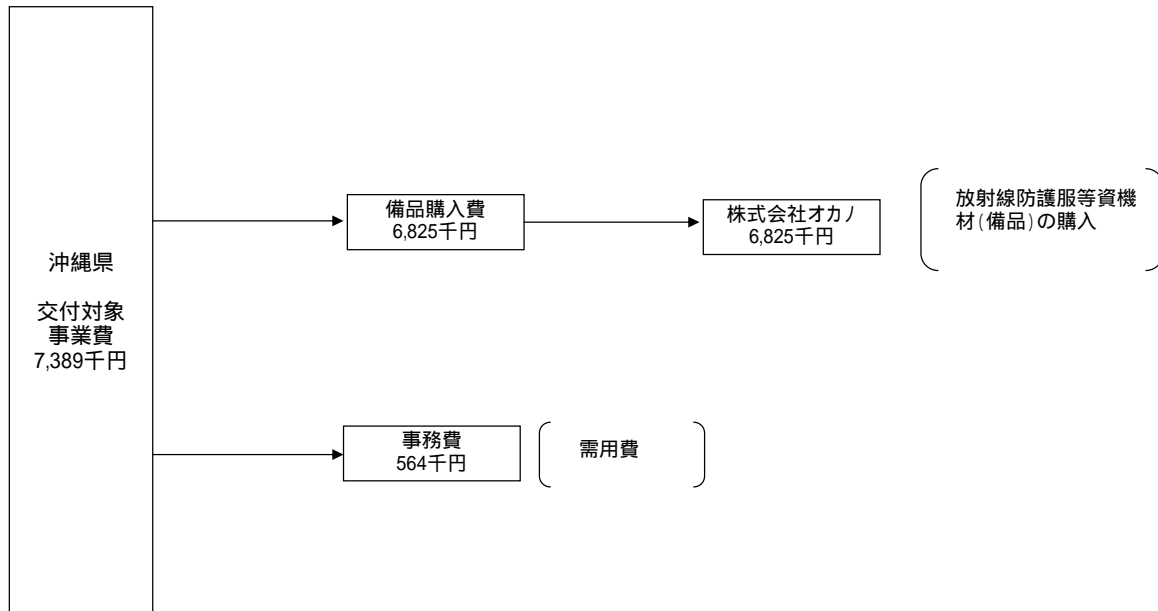 沖縄県
交付対象
事業費
7,389千円
備品購入費
6,825千円
株式会社オカノ
6,825千円
放射線防護服等資機
材(備品)の購入
事務費
564千円
需用費